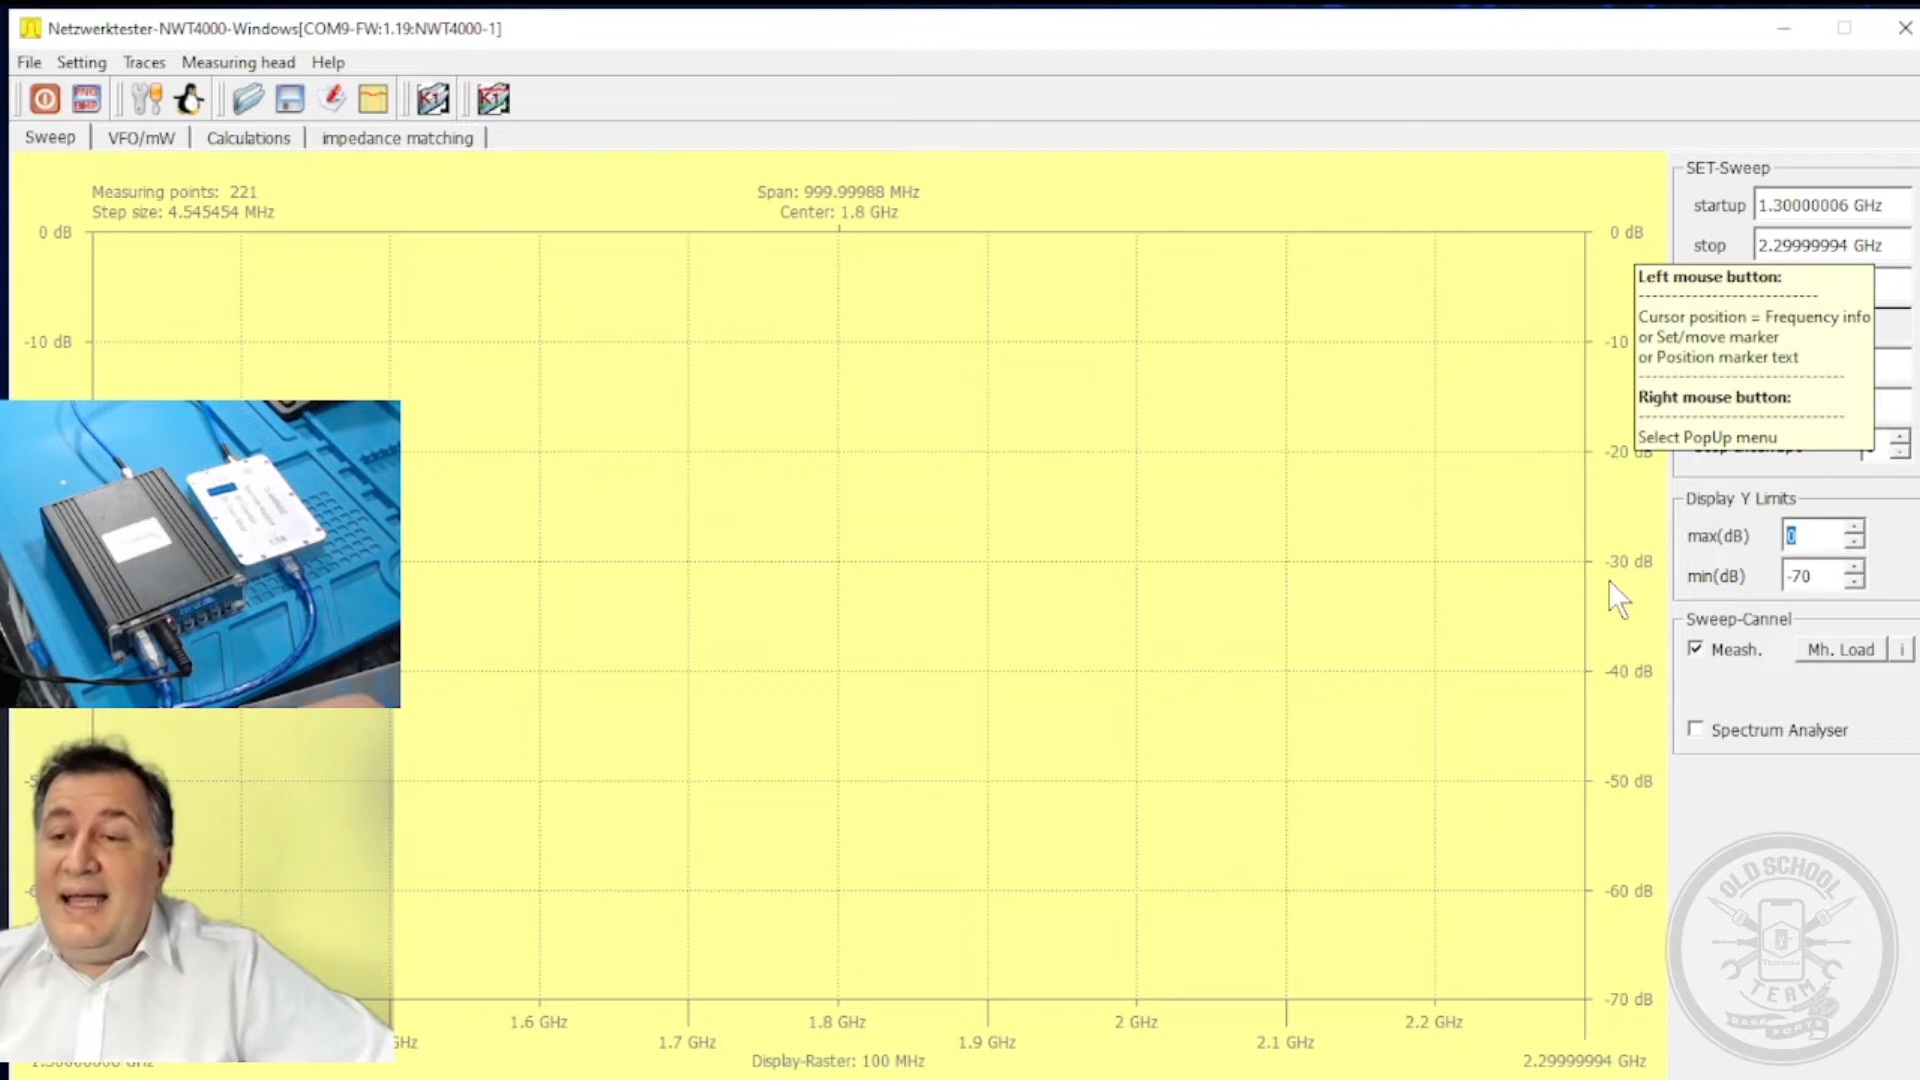 Netzwerktester-NWT4000-Windows[COM9-FW:1.19:NWT4000-1]
File Setting Traces Measuring head Help
PNG
BMP
K1
K1
Sweep VFO/mW Calculations impedance matching
Measuring points: 221
Step size: 4.545454 MHz
Span: 999.99988 MHz
Center: 1.8 GHz
0 dB
-10 dB
0 dB
-10
-20 dB
-30 dB
-40 dB
-50 dB
-60 dB
-70 dB
1.6 GHz
1.7 GHz
1.8 GHz
1.9 GHz
2 GHz
2.1 GHz
2.2 GHz
GHz
Display-Raster: 100 MHz
2.29999994 GHz
SET-Sweep
startup 1.30000006 GHz
stop 2.29999994 GHz
Left mouse button:
Cursor position = Frequency info
or Set/move marker
or Position marker text
Right mouse button:
Select PopUp menu
Display Y Limits
max(dB) 0
min(dB) -70
Sweep-Cannel
Meash. Mh. Load i
Spectrum Analyser
OLD SCHOOL
TEAM